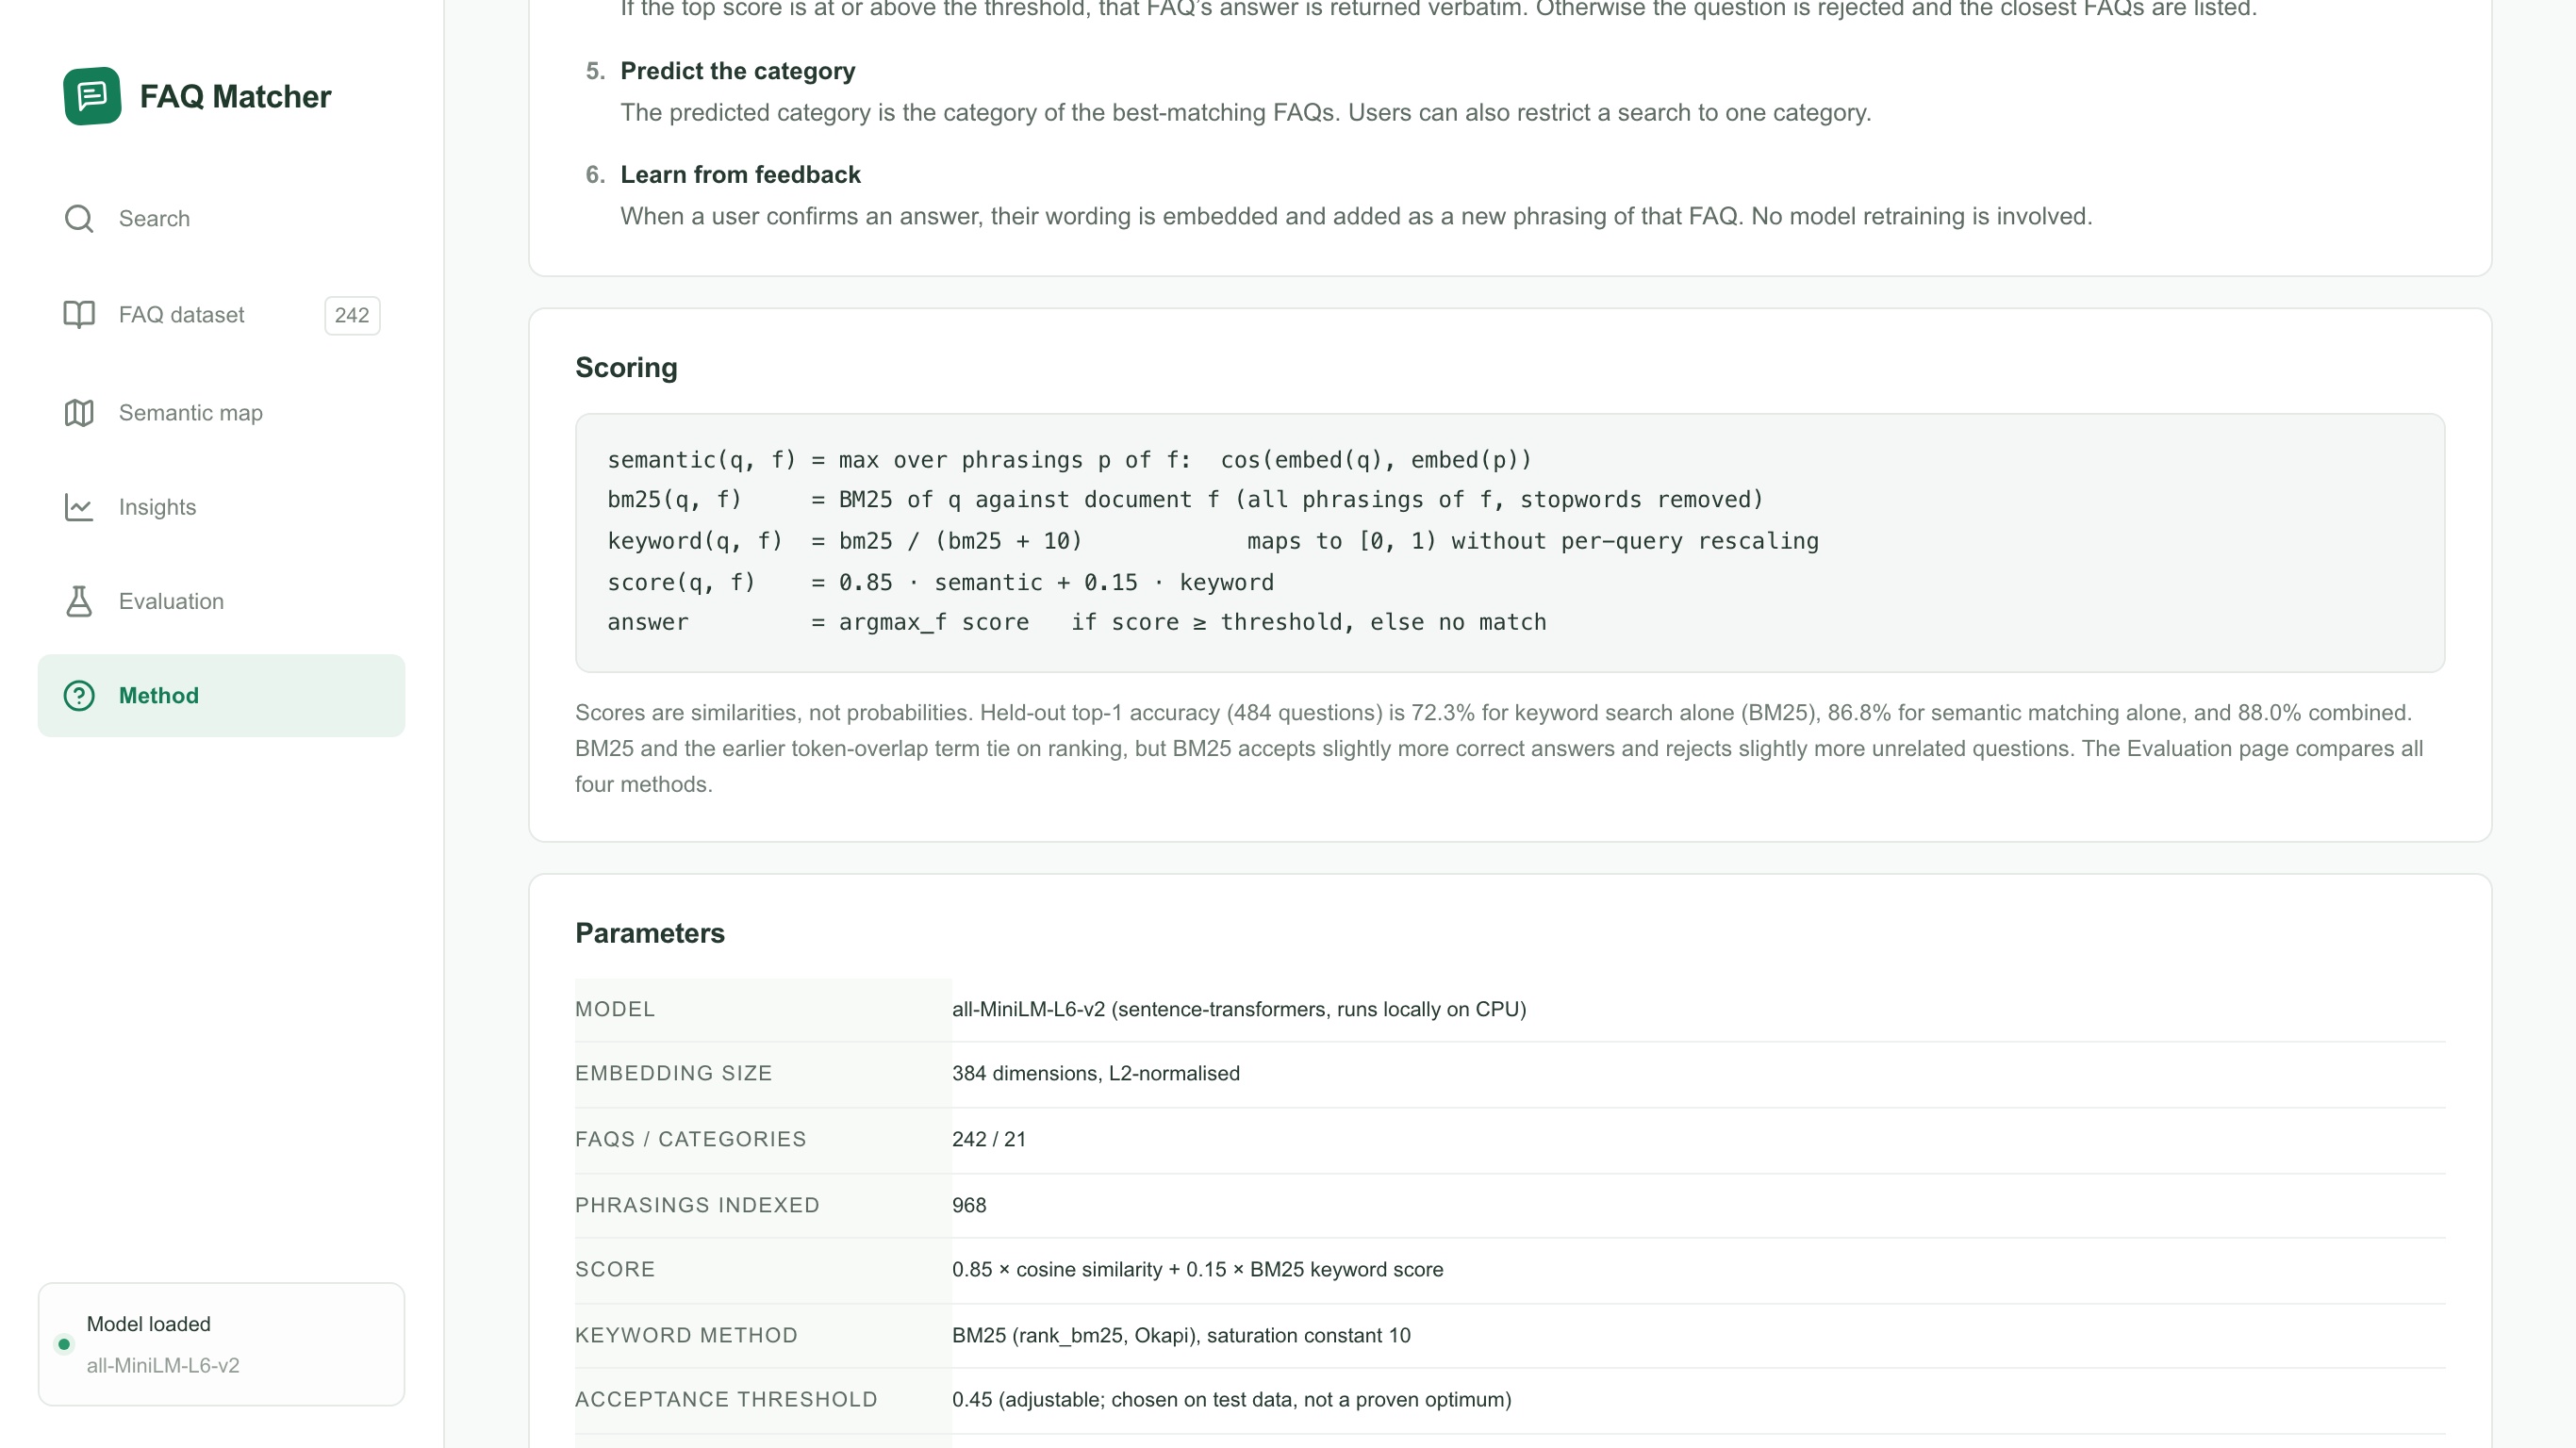 FAQ Matcher
Search
FAQ dataset 242
Semantic map
Insights
Evaluation
Method
Model loaded
all-MiniLM-L6-v2
If the top score is at or above the threshold, that FAQ's answer is returned verbatim. Otherwise the question is rejected and the closest FAQs are listed.
5. Predict the category
The predicted category is the category of the best-matching FAQs. Users can also restrict a search to one category.
6. Learn from feedback
When a user confirms an answer, their wording is embedded and added as a new phrasing of that FAQ. No model retraining is involved.
Scoring
semantic(q, f) = max over phrasings p of f:  cos(embed(q), embed(p))
bm25(q, f)     = BM25 of q against document f (all phrasings of f, stopwords removed)
keyword(q, f)  = bm25 / (bm25 + 10)            maps to [0, 1) without per-query rescaling
score(q, f)    = 0.85 · semantic + 0.15 · keyword
answer         = argmax_f score   if score ≥ threshold, else no match
Scores are similarities, not probabilities. Held-out top-1 accuracy (484 questions) is 72.3% for keyword search alone (BM25), 86.8% for semantic matching alone, and 88.0% combined.
BM25 and the earlier token-overlap term tie on ranking, but BM25 accepts slightly more correct answers and rejects slightly more unrelated questions. The Evaluation page compares all
four methods.
Parameters
MODEL all-MiniLM-L6-v2 (sentence-transformers, runs locally on CPU)
EMBEDDING SIZE 384 dimensions, L2-normalised
FAQS / CATEGORIES 242 / 21
PHRASINGS INDEXED 968
SCORE 0.85 × cosine similarity + 0.15 × BM25 keyword score
KEYWORD METHOD BM25 (rank_bm25, Okapi), saturation constant 10
ACCEPTANCE THRESHOLD 0.45 (adjustable; chosen on test data, not a proven optimum)